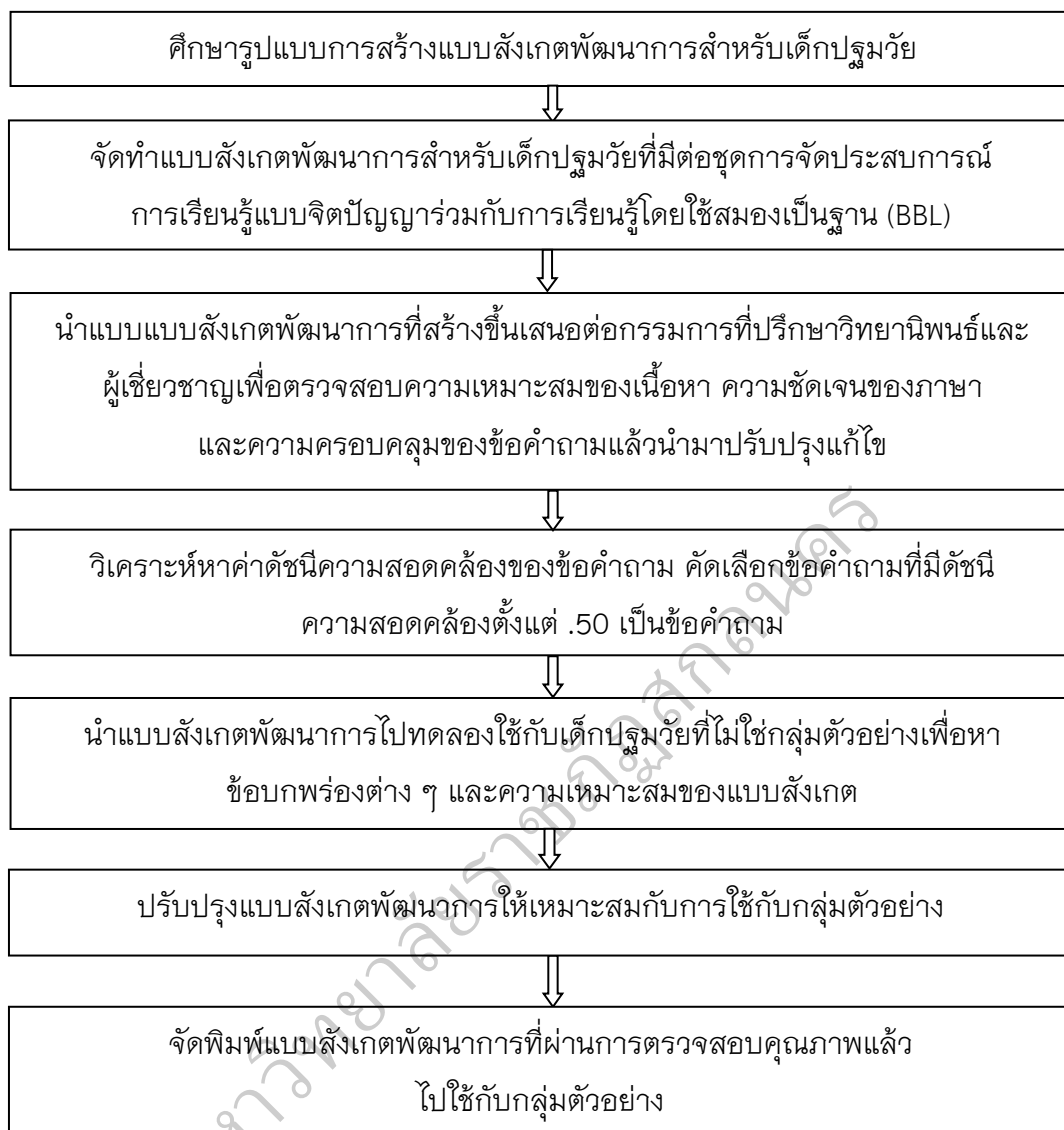 ศึกษารูปแบบการสร้างแบบสังเกตพัฒนาการสำหรับเด็กปฐมวัย
จัดทำแบบสังเกตพัฒนาการสำหรับเด็กปฐมวัยที่มีต่อชุดการจัดประสบการณ์
การเรียนรู้แบบจิตปัญญาร่วมกับการเรียนรู้โดยใช้สมองเป็นฐาน (BBL)
นำแบบแบบสังเกตพัฒนาการที่สร้างขึ้นเสนอต่อกรรมการที่ปรึกษาวิทยานิพนธ์และ
ผู้เชี่ยวชาญเพื่อตรวจสอบความเหมาะสมของเนื้อหา ความชัดเจนของภาษา
และความครอบคลุมของข้อคำถามแล้วนำมาปรับปรุงแก้ไข
วิเคราะห์หาค่าดัชนีความสอดคล้องของข้อคำถาม คัดเลือกข้อคำถามที่มีดัชนี
ความสอดคล้องตั้งแต่ .50 เป็นข้อคำถาม
นำแบบสังเกตพัฒนาการไปทดลองใช้กับเด็กปฐมวัยที่ไม่ใช่กลุ่มตัวอย่างเพื่อหา
ข้อบกพร่องต่าง ๆ และความเหมาะสมของแบบสังเกต
ปรับปรุงแบบสังเกตพัฒนาการให้เหมาะสมกับการใช้กับกลุ่มตัวอย่าง
จัดพิมพ์แบบสังเกตพัฒนาการที่ผ่านการตรวจสอบคุณภาพแล้ว
ไปใช้กับกลุ่มตัวอย่าง
าวิทยาลัยราชภัฏสกลนคร